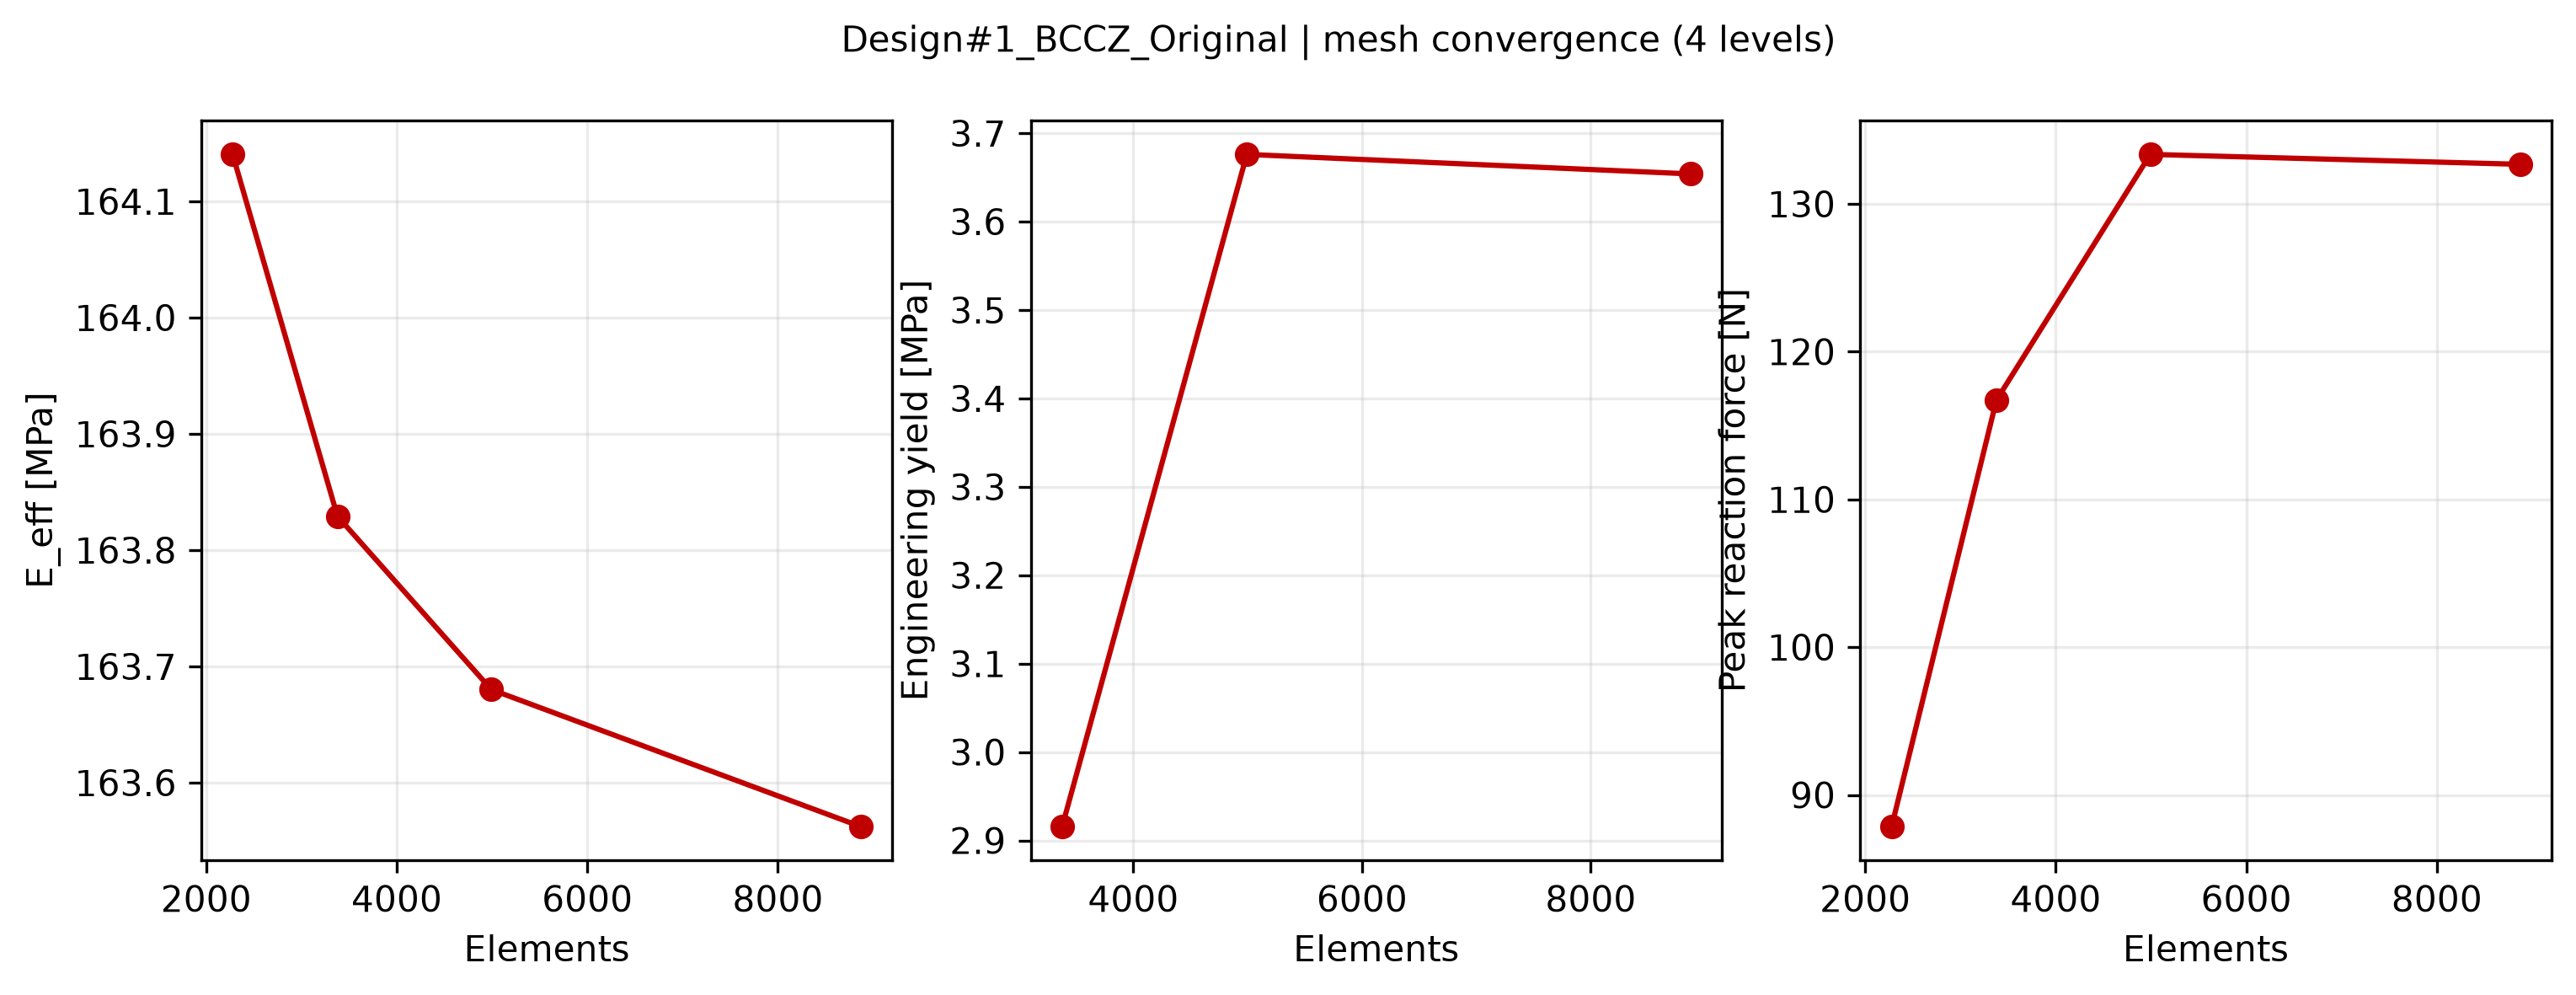 Design#1_BCCZ_Original | mesh convergence (4 levels)
E_eff [MPa]
164.1
164.0
163.9
163.8
163.7
163.6
2000 4000 6000 8000
Elements
Engineering yield [MPa]
3.7
3.6
3.5
3.4
3.3
3.2
3.1
3.0
2.9
4000 6000 8000
Elements
Peak reaction force [N]
130
120
110
100
90
2000 4000 6000 8000
Elements